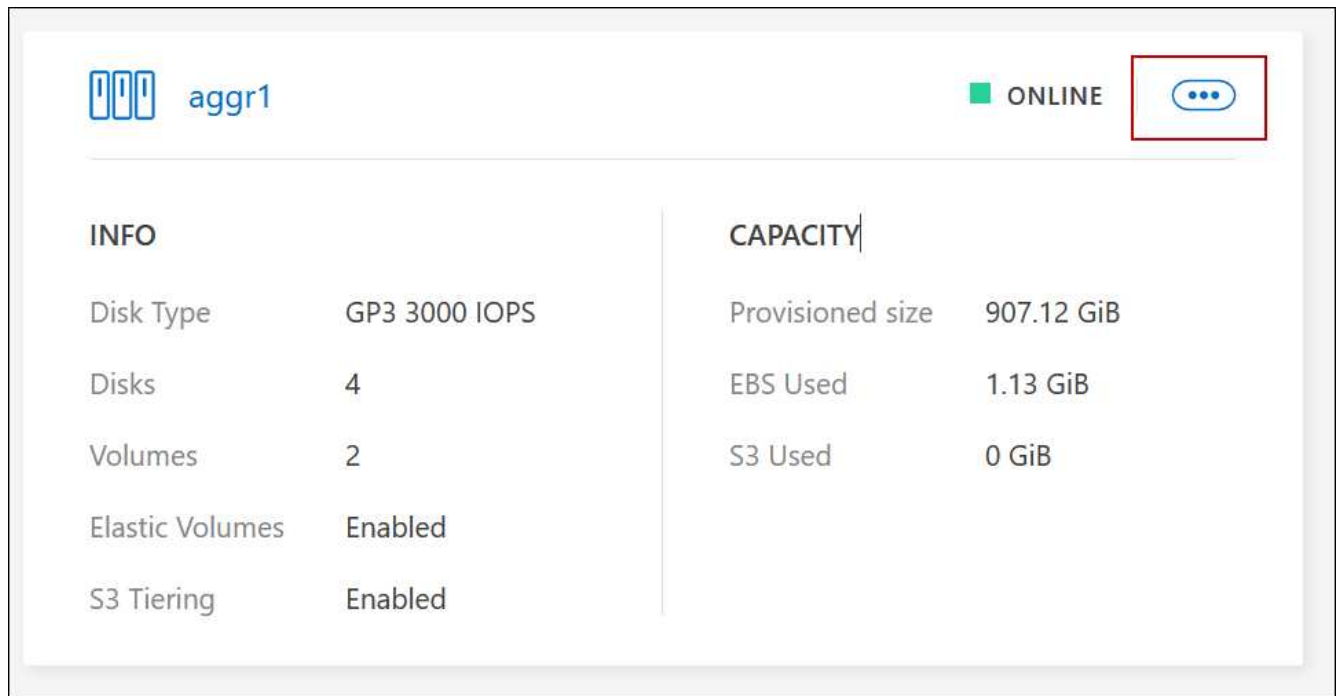 aggr1
ONLINE
INFO
Disk Type GP3 3000 IOPS
Disks 4
Volumes 2
Elastic Volumes Enabled
S3 Tiering Enabled
CAPACITY
Provisioned size 907.12 GiB
EBS Used 1.13 GiB
S3 Used 0 GiB